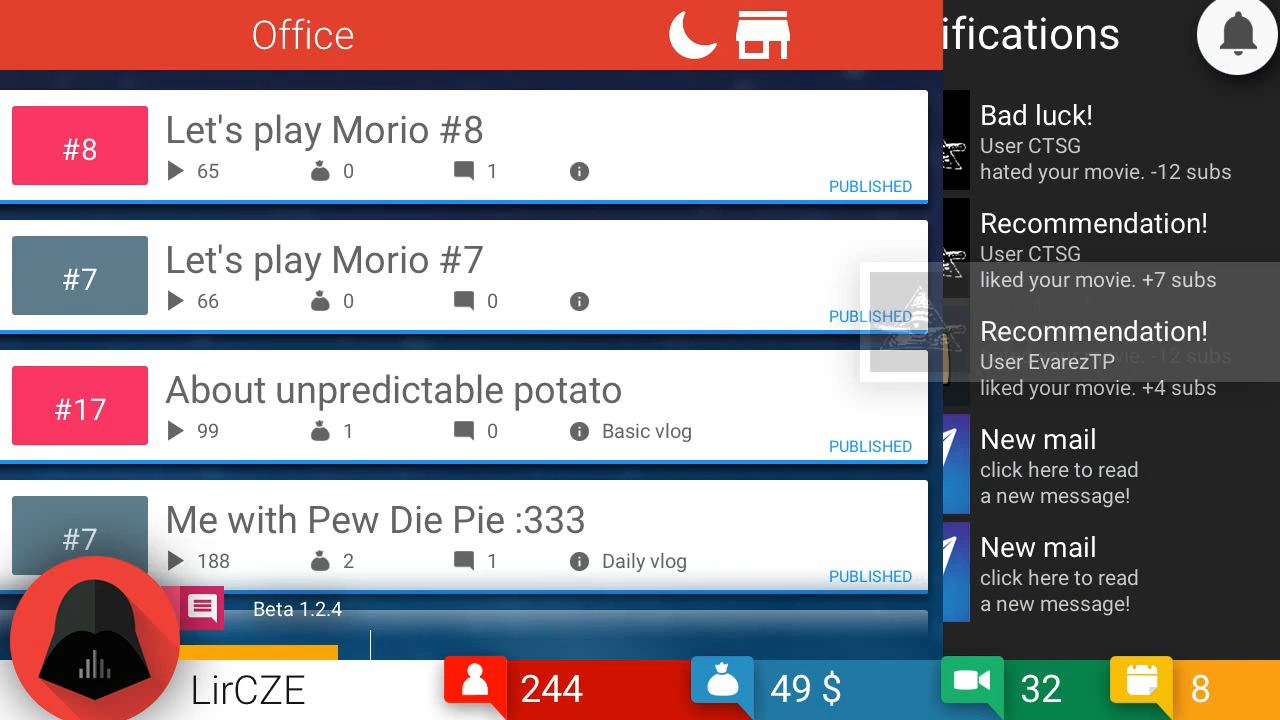 Office
ifications
#8
Let's play Morio #8
65
0
1
PUBLISHED
#7
Let's play Morio #7
66
0
0
PUBLISHED
#17
About unpredictable potato
99
1
0
Basic vlog
PUBLISHED
#7
Me with Pew Die Pie :333
188
2
1
Daily vlog
PUBLISHED
Bad luck!
User CTSG
hated your movie. -12 subs
Recommendation!
User CTSG
liked your movie. +7 subs
Recommendation!
User EvarezTP
liked your movie. +4 subs
New mail
click here to read
a new message!
New mail
click here to read
a new message!
Beta 1.2.4
LirCZE
244
49 $
32
8